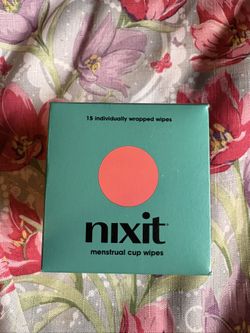 15 individually wrapped wipes
nixit
menstrual cup wipes